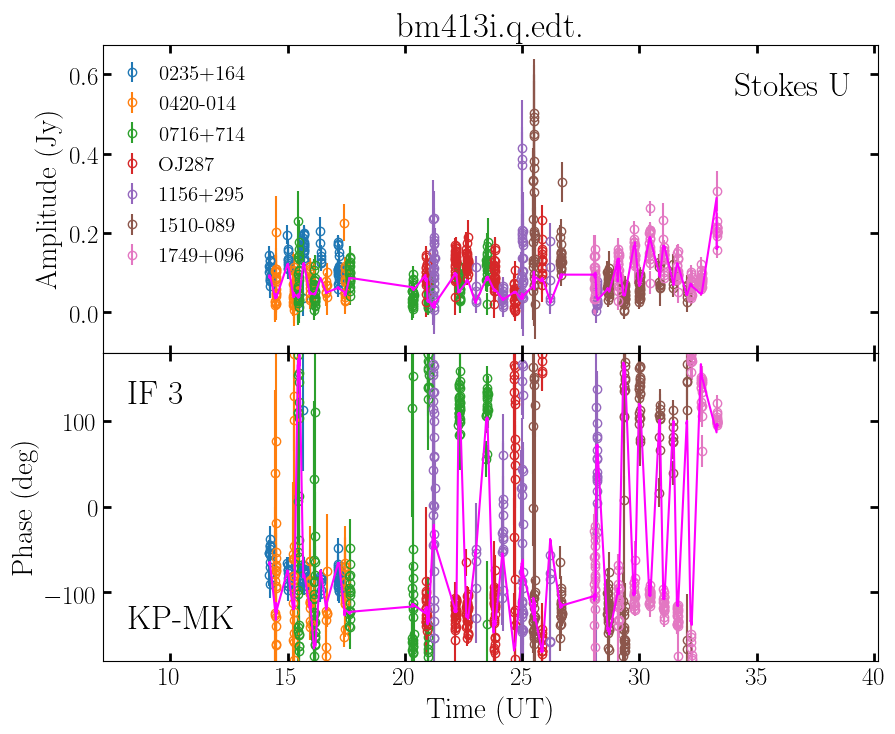 bm413i.q.edt.
Stokes U
0235+164
0420-014
0716+714
OJ287
1156+295
1510-089
1749+096
Amplitude (Jy)
0.6
0.4
0.2
0.0
IF 3
KP-MK
Phase (deg)
100
0
−100
10 15 20 25 30 35 40
Time (UT)